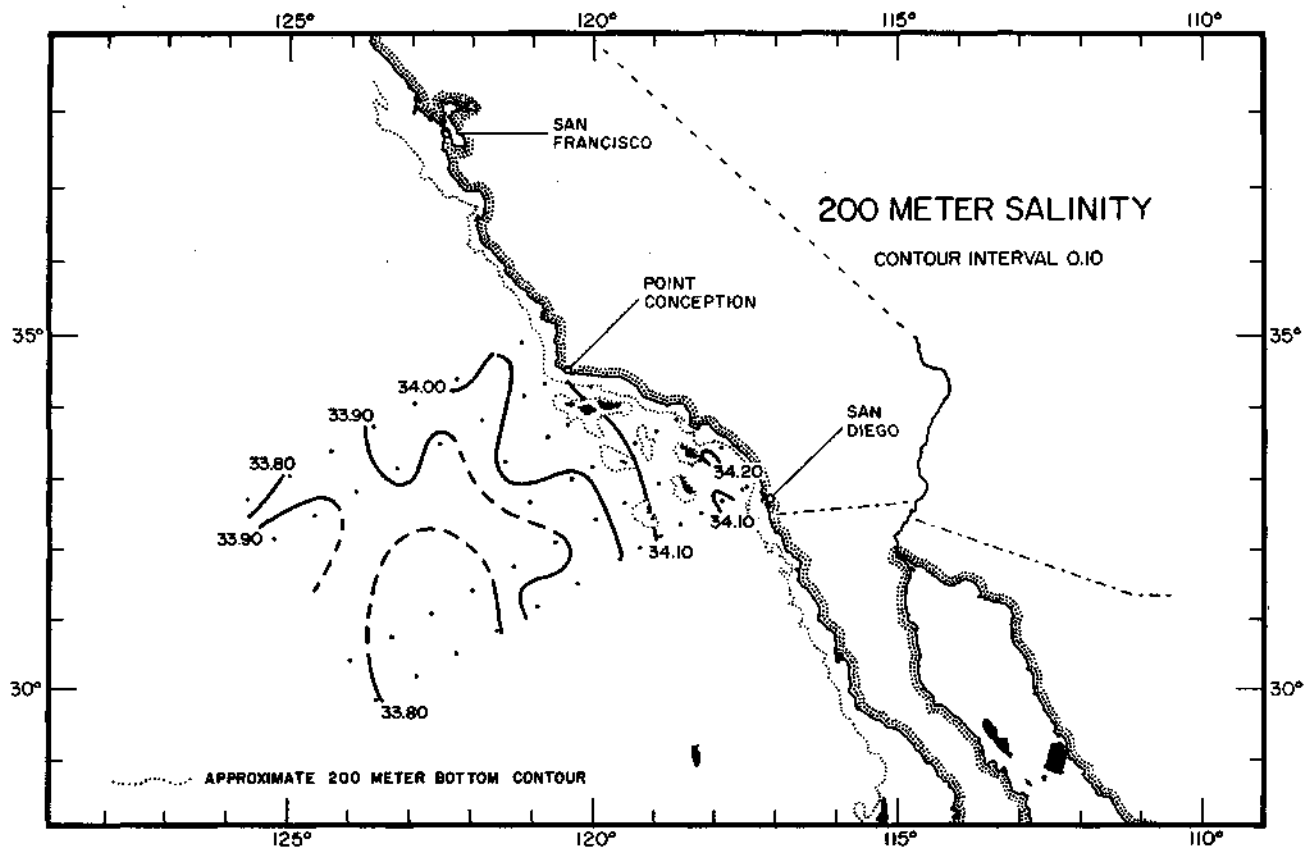 125°
120°
115°
110°
SAN
FRANCISCO
200 METER SALINITY
CONTOUR INTERVAL 0.10
POINT
CONCEPTION
35°
35°
34.00
33.90
SAN
DIEGO
33.80
34.20
33.90
34.10
34.10
30°
30°
33.80
APPROXIMATE 200 METER BOTTOM CONTOUR
125°
120°
115°
110°